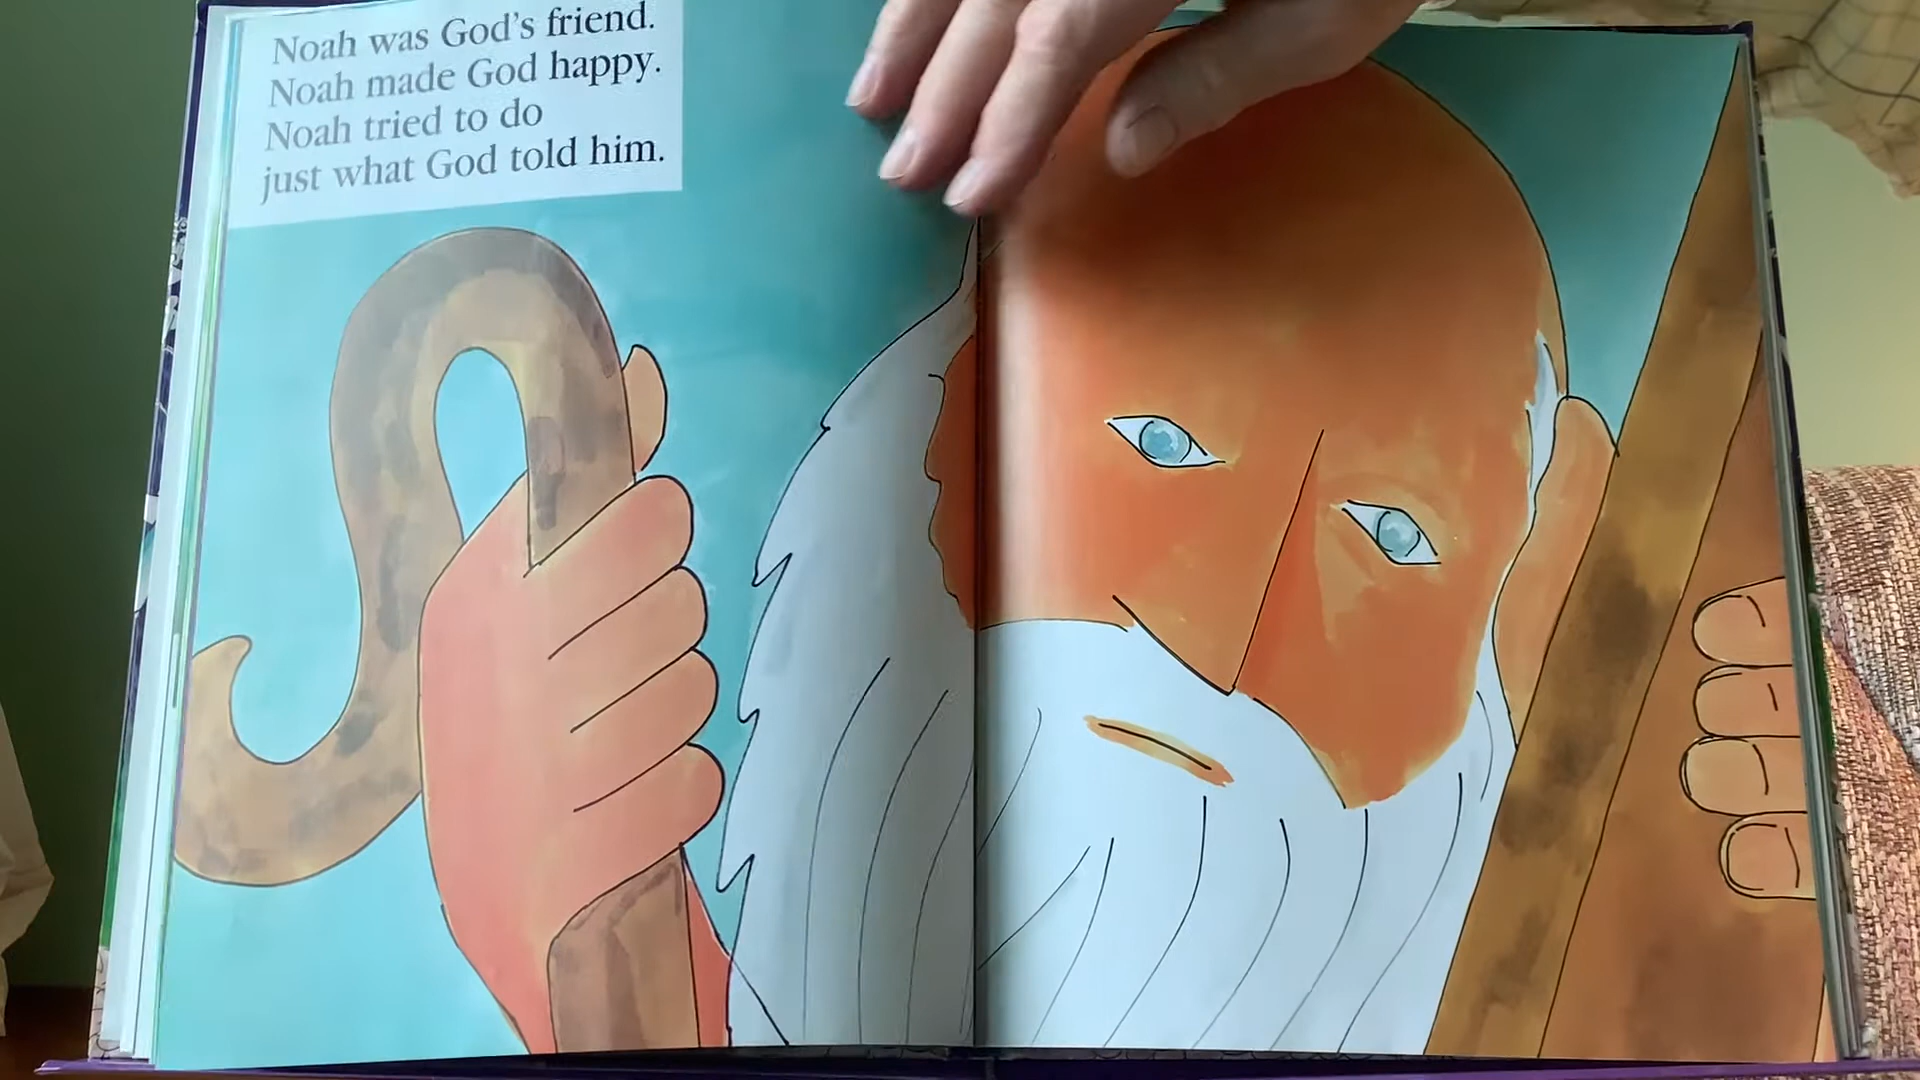 Noah was God's friend.
Noah made God happy.
Noah tried to do
just what God told him.